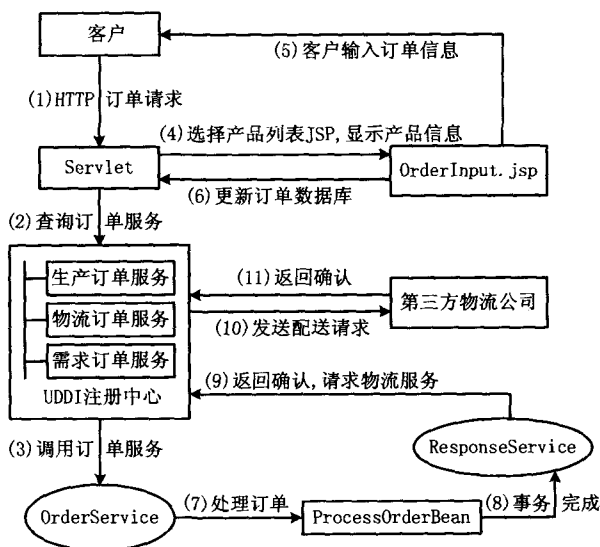 客户
(5)客户输入订单信息
(1)HTTP 订单请求
(4)选择产品列表JSP,显示产品信息
Servlet
OrderInput.jsp
(6)更新订单数据库
(2)查询订 单服务
生产订单服务
(11)返回确认
物流订单服务
第三方物流公司
(10)发送配送请求
需求订单服务
(9)返回确认,请求物流服务
UDDI注册中心
(3)调用订 单服务
ResponseService
OrderService
(7)处理订单
ProcessOrderBean
(8)事务 完成